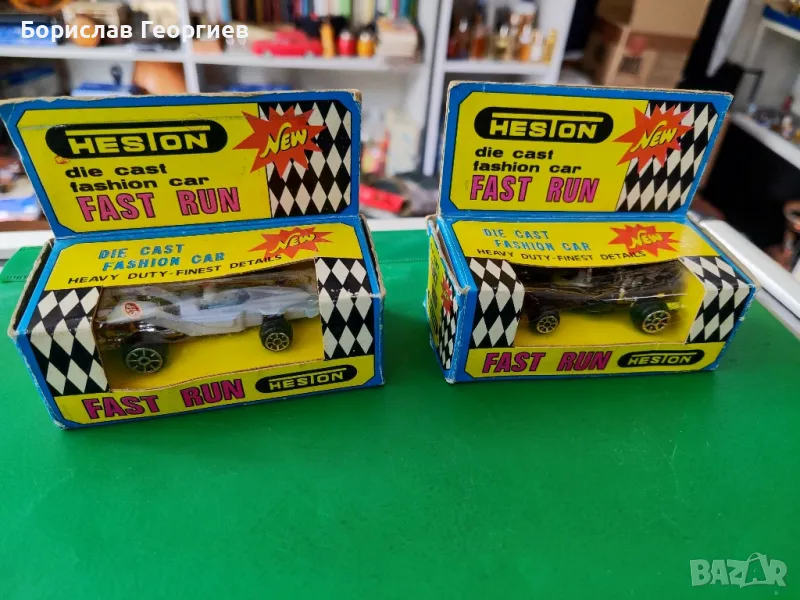 Борислав Георгиев
HESTON
NEW
die cast
fashion car
FAST RUN
DIE CAST
FASHION CAR
NEW
HEAVY DUTY-FINEST DETAILS
FAST RUN HESTON
HESTON
NEW
die cast
fashion car
FAST RUN
DIE CAST
FASHION CAR
NEW
HEAVY DUTY-FINEST DETAILS
FAST RUN HESTON
BAZAR